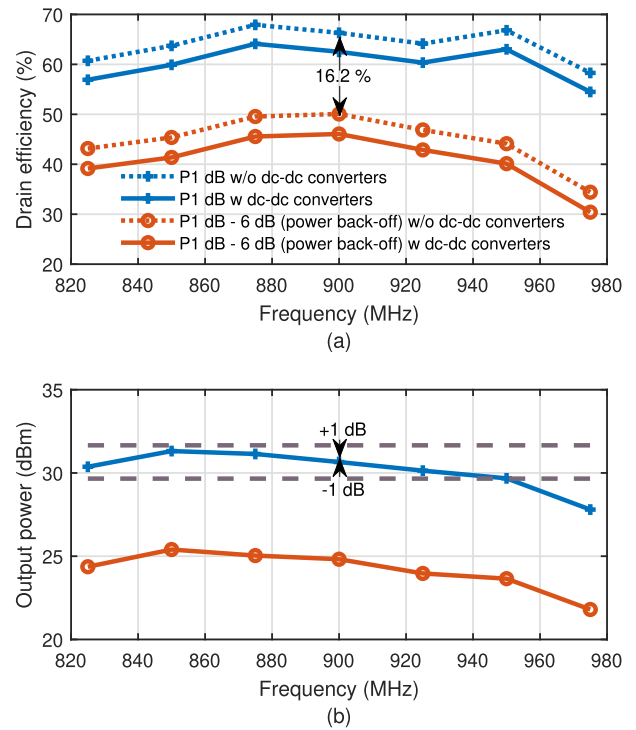 70
60
50
40
30
20
Drain efficiency (%)
16.2 %
P1 dB w/o dc-dc converters
P1 dB w dc-dc converters
P1 dB - 6 dB (power back-off) w/o dc-dc converters
P1 dB - 6 dB (power back-off) w dc-dc converters
820 840 860 880 900 920 940 960 980
Frequency (MHz)
(a)
35
30
25
20
Output power (dBm)
+1 dB
-1 dB
820 840 860 880 900 920 940 960 980
Frequency (MHz)
(b)